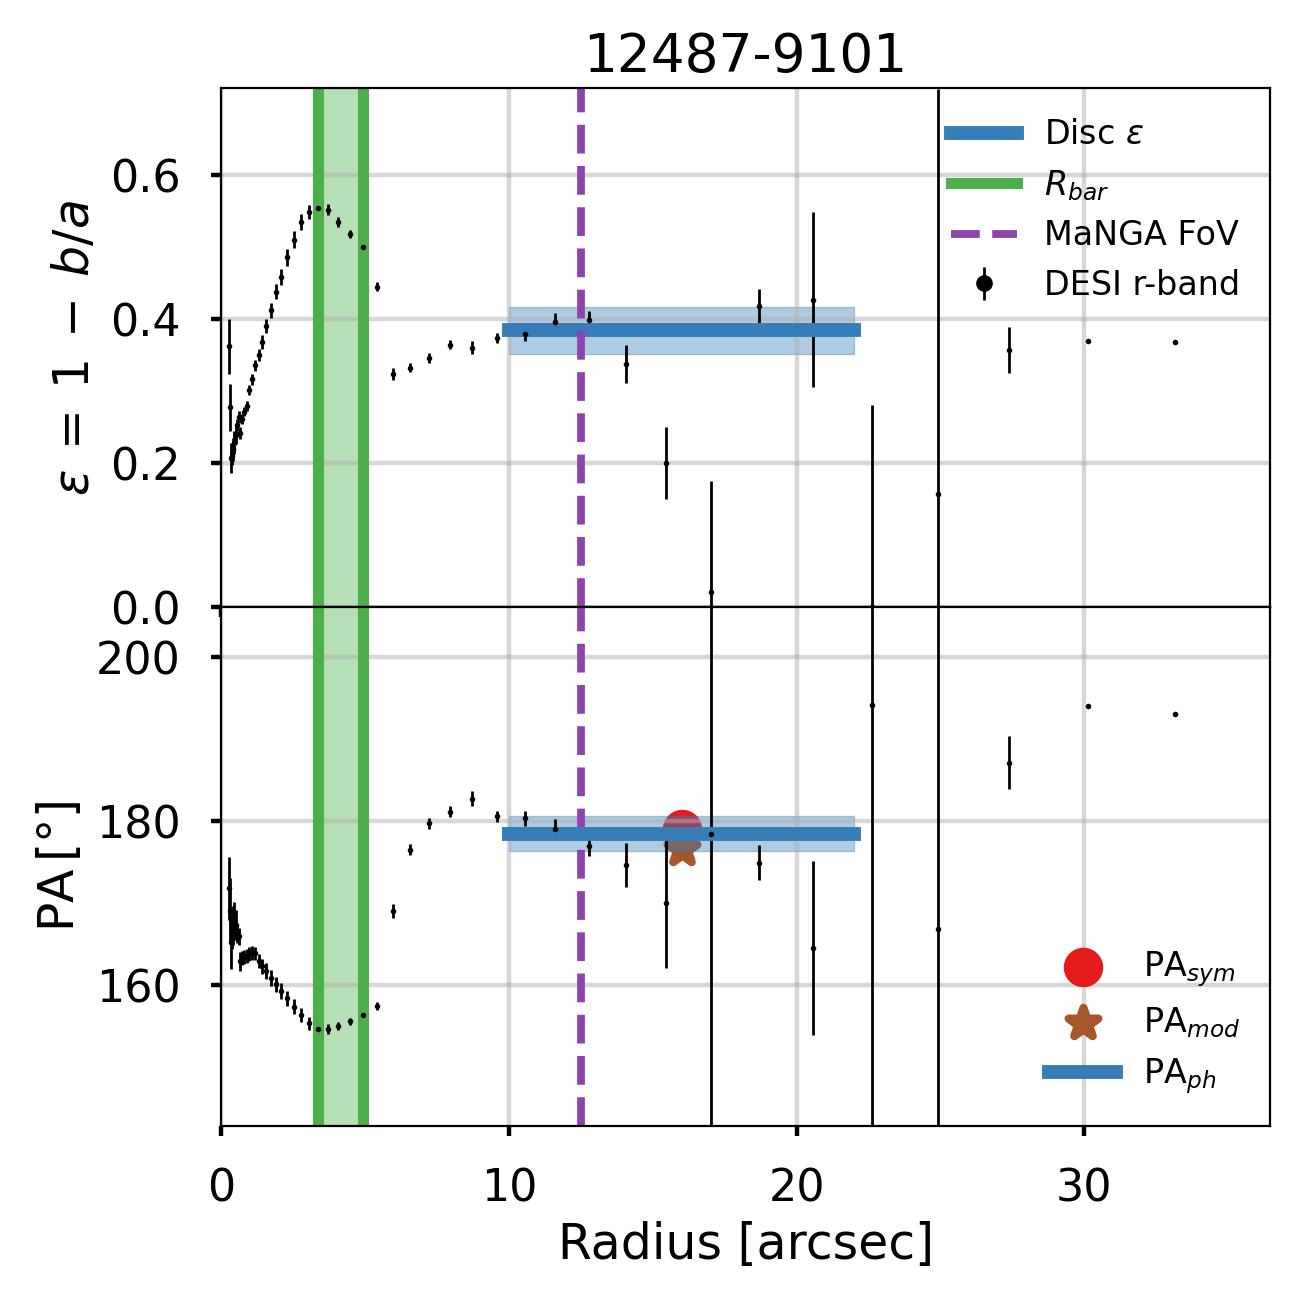 12487-9101
ε = 1 − b/a
0.6
0.4
0.2
0.0
Disc ε
R_bar
MaNGA FoV
DESI r-band
PA [°]
200
180
160
PA_sym
PA_mod
PA_ph
0 10 20 30
Radius [arcsec]